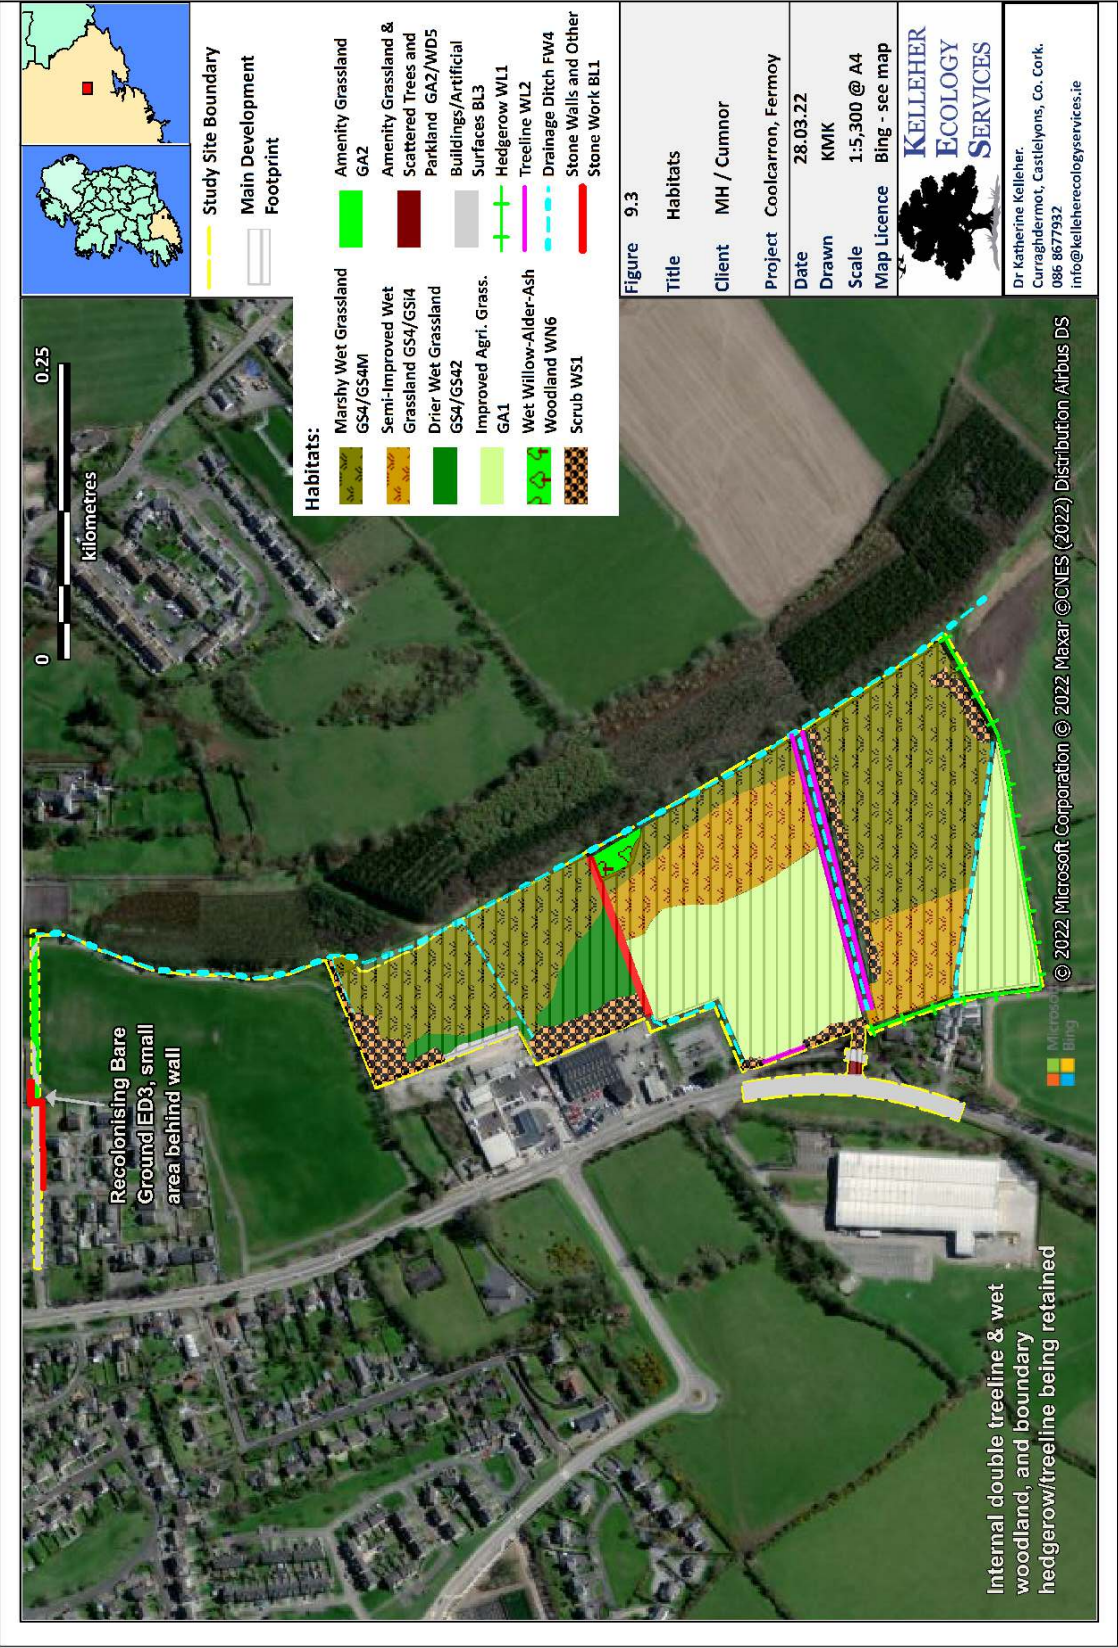 0
0.25
kilometres
Recolonising Bare
Ground ED3, small
area behind wall
Internal double treeline & wet
woodland, and boundary
hedgerow/treeline being retained
Microsoft
Bing
© 2022 Microsoft Corporation © 2022 Maxar ©CNES (2022) Distribution Airbus DS
Study Site Boundary
Main Development
Footprint
Habitats:
Marshy Wet Grassland
GS4/GS4M
Semi-Improved Wet
Grassland GS4/GSi4
Drier Wet Grassland
GS4/GS42
Improved Agri. Grass.
GA1
Wet Willow-Alder-Ash
Woodland WN6
Scrub WS1
Amenity Grassland
GA2
Amenity Grassland &
Scattered Trees and
Parkland GA2/WD5
Buildings/Artificial
Surfaces BL3
Hedgerow WL1
Treeline WL2
Drainage Ditch FW4
Stone Walls and Other
Stone Work BL1
Figure 9.3
Title Habitats
Client MH / Cumnor
Project Coolcarron, Fermoy
Date 28.03.22
Drawn KMK
Scale 1:5,300 @ A4
Map Licence Bing - see map
KELLEHER
ECOLOGY
SERVICES
Dr Katherine Kelleher.
Curraghdermot, Castlelyons, Co. Cork.
086 8677932
info@kelleherecologyservices.ie